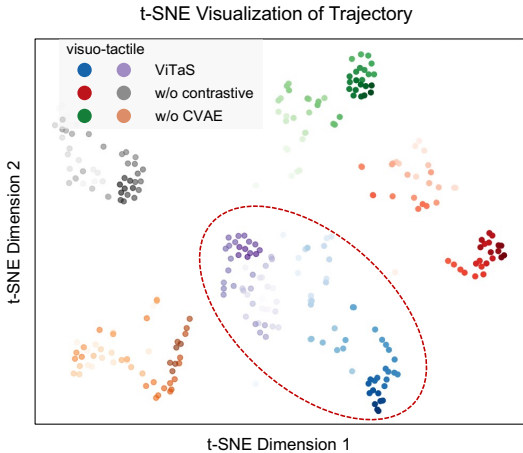 t-SNE Visualization of Trajectory
visuo-tactile
ViTaS
w/o contrastive
w/o CVAE
t-SNE Dimension 2
t-SNE Dimension 1